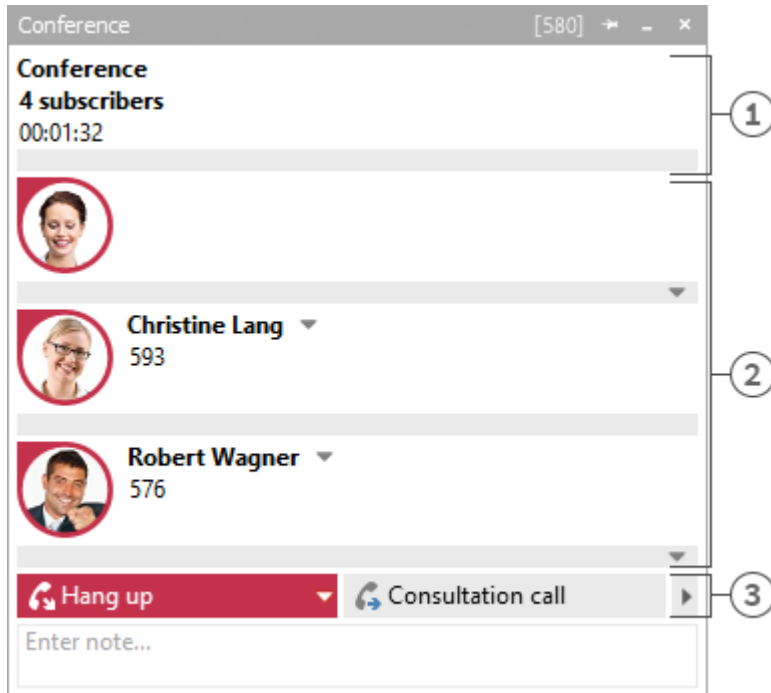 Conference [580]
Conference
4 subscribers
00:01:32
1
Christine Lang
593
2
Robert Wagner
576
Hang up Consultation call
3
Enter note...